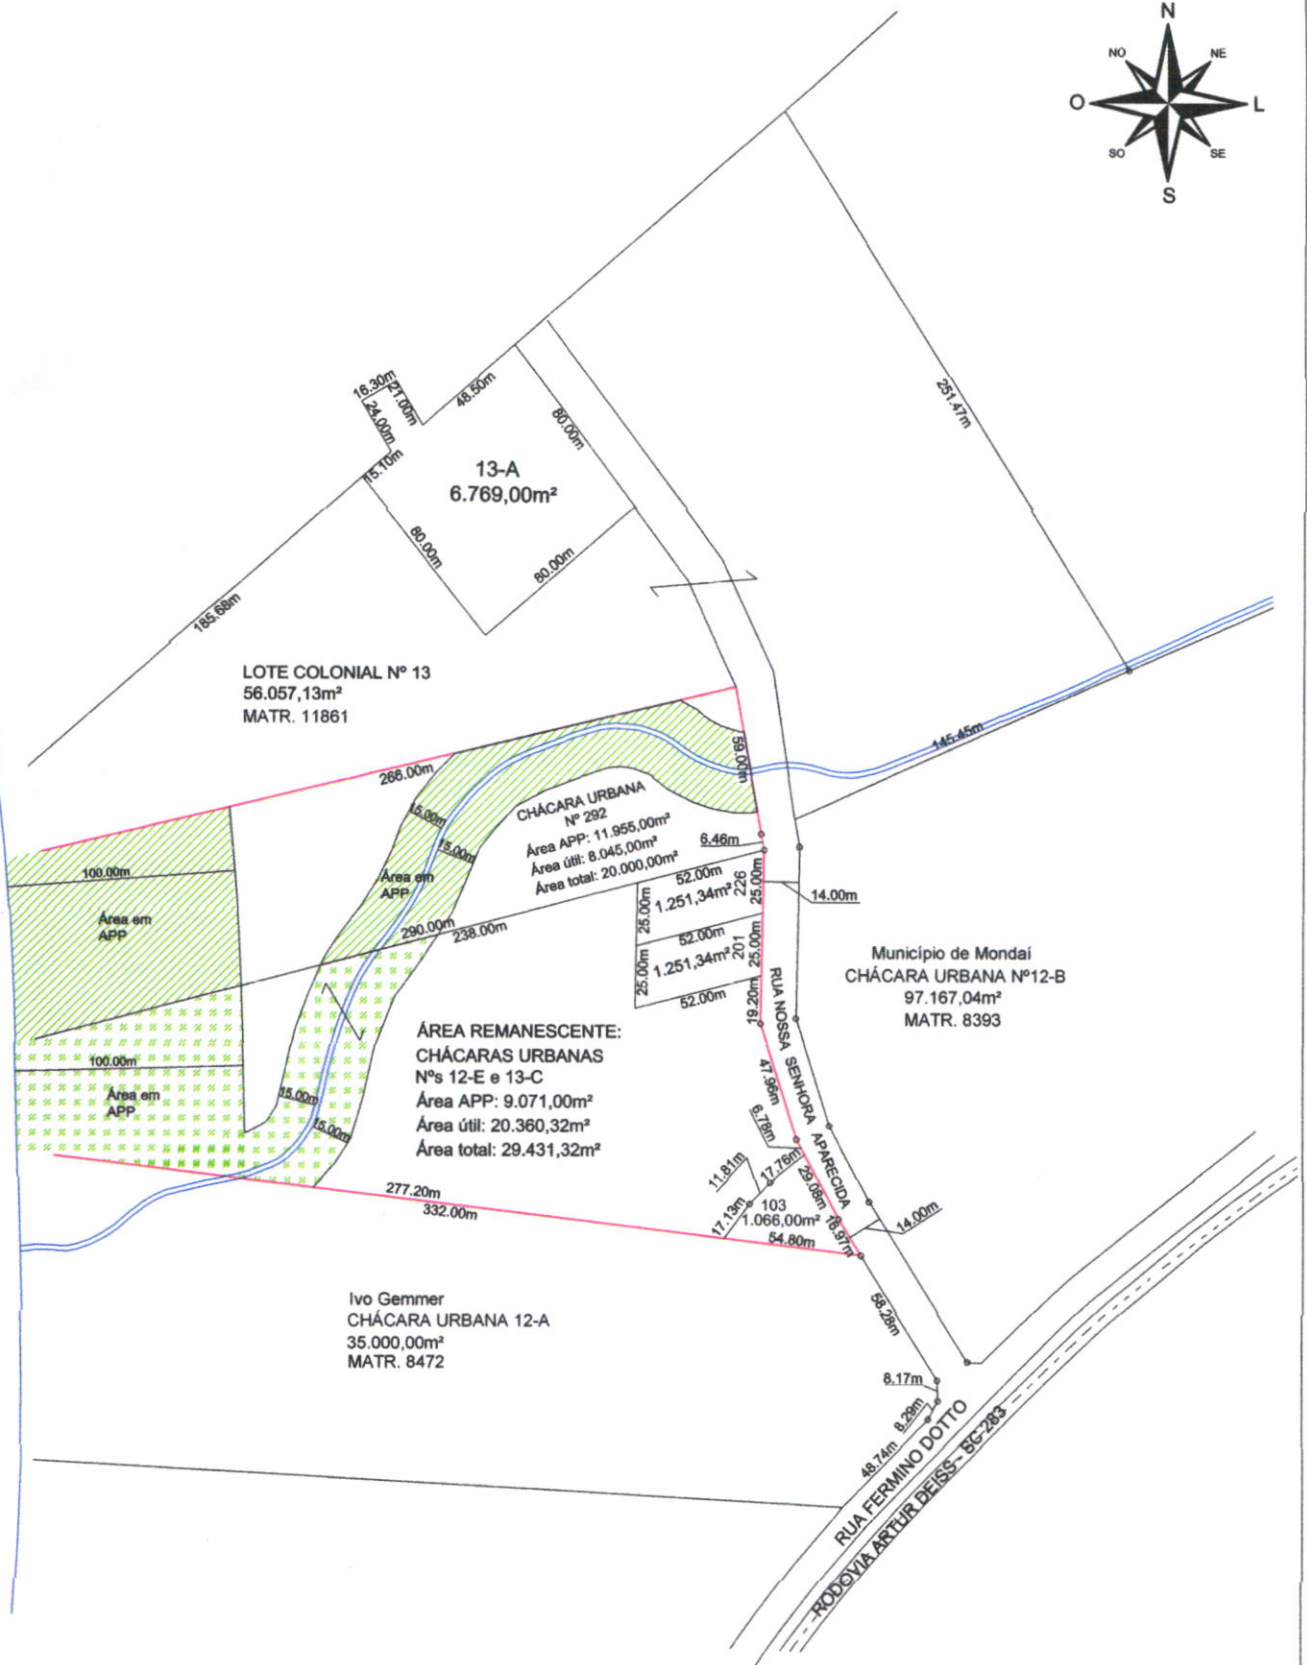 N
NO
NE
O
L
SO
SE
S
251.47m
16.30m
21.00m
24.00m
48.50m
15.10m
80.00m
13-A
6.769,00m²
80.00m
80.00m
185.68m
LOTE COLONIAL Nº 13
56.057,13m²
MATR. 11861
145.45m
59.00m
266.00m
CHÁCARA URBANA
Nº 292
Área APP: 11.955,00m²
Área útil: 8.045,00m²
Área total: 20.000,00m²
15.00m
15.00m
6.46m
100.00m
Área em
APP
Área em
APP
52.00m
226
25.00m
25.00m
1.251,34m²
14.00m
290.00m
238.00m
52.00m
201
25.00m
25.00m
1.251,34m²
52.00m
19.20m
RUA NOSSA SENHORA APARECIDA
Município de Mondaí
CHÁCARA URBANA Nº12-B
97.167,04m²
MATR. 8393
ÁREA REMANESCENTE:
CHÁCARAS URBANAS
Nºs 12-E e 13-C
Área APP: 9.071,00m²
Área útil: 20.360,32m²
Área total: 29.431,32m²
100.00m
Área em
APP
15.00m
15.00m
47.96m
6.78m
17.76m
11.81m
29.08m
17.13m
103
1.066,00m²
16.97m
14.00m
54.80m
277.20m
332.00m
Ivo Gemmer
CHÁCARA URBANA 12-A
35.000,00m²
MATR. 8472
58.28m
8.17m
8.29m
48.74m
RUA FERMINO DOTTO
RODOVIA ARTUR DEISS - SC-283